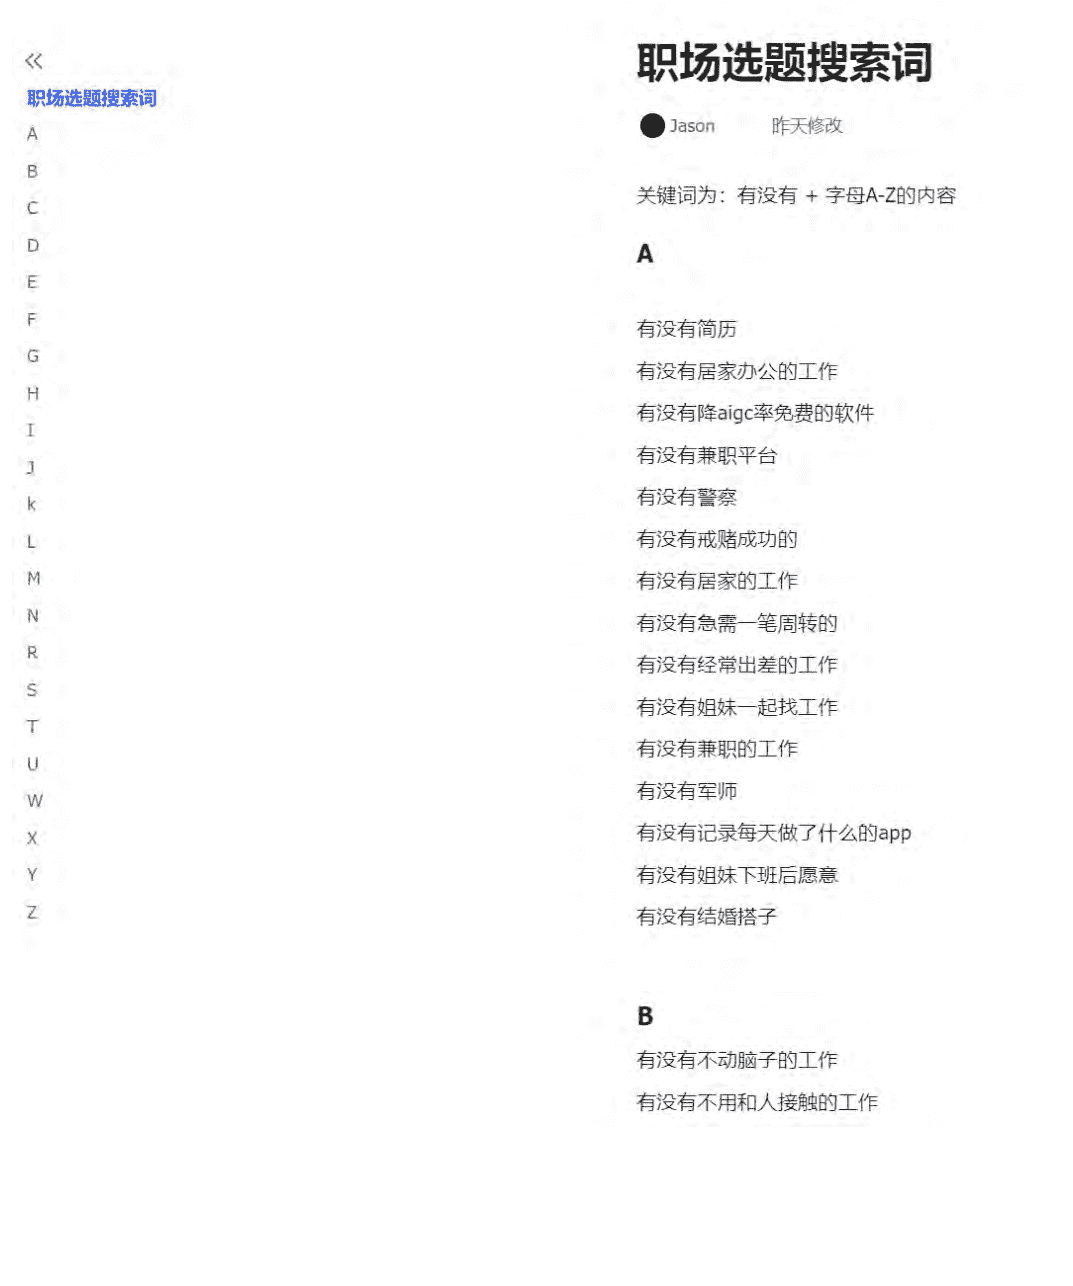 职场选题搜索词
A
B
C
D
E
F
G
H
I
J
k
L
M
N
R
S
T
U
W
X
Y
Z
职场选题搜索词
Jason 昨天修改
关键词为：有没有 + 字母A-Z的内容
A
有没有简历
有没有居家办公的工作
有没有降aigc率免费的软件
有没有兼职平台
有没有警察
有没有戒赌成功的
有没有居家的工作
有没有急需一笔周转的
有没有经常出差的工作
有没有姐妹一起找工作
有没有兼职的工作
有没有军师
有没有记录每天做了什么的app
有没有姐妹下班后愿意
有没有结婚搭子
B
有没有不动脑子的工作
有没有不用和人接触的工作